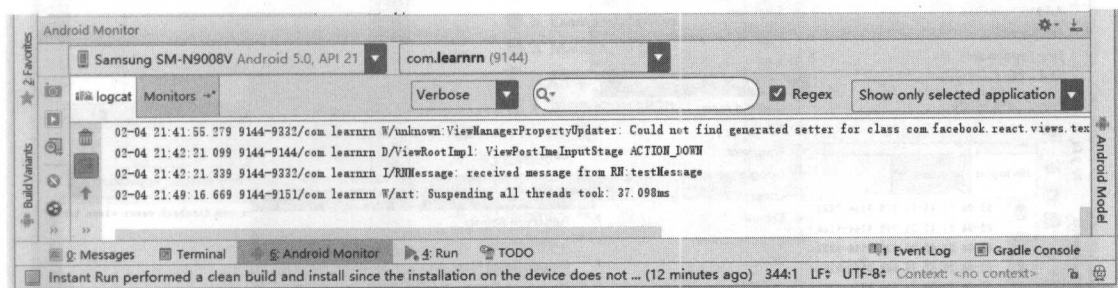 Android Monitor
Samsung SM-N9008V Android 5.0, API 21
com.learnrn (9144)
logcat
Monitors
Verbose
Regex
Show only selected application
02-04 21:41:55.279 9144-9332/com.learnrn W/unknown:ViewManagerPropertyUpdater: Could not find generated setter for class com.facebook.react.views.tex
02-04 21:42:21.099 9144-9144/com.learnrn D/ViewRootImpl: ViewPostImeInputStage ACTION_DOWN
02-04 21:42:21.339 9144-9332/com.learnrn I/RNMessage: received message from RN:testMessage
02-04 21:49:16.669 9144-9151/com.learnrn W/art: Suspending all threads took: 37.098ms
2: Favorites
Build Variants
Android Model
0: Messages
Terminal
6: Android Monitor
4: Run
TODO
1 Event Log
Gradle Console
Instant Run performed a clean build and install since the installation on the device does not ... (12 minutes ago)
344:1
LF
UTF-8
Context: <no context>